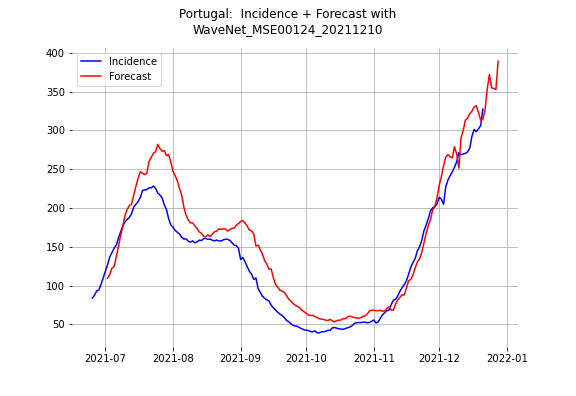 Portugal:  Incidence + Forecast with
WaveNet_MSE00124_20211210
Incidence
Forecast
400
350
300
250
200
150
100
50
2021-07 2021-08 2021-09 2021-10 2021-11 2021-12 2022-01